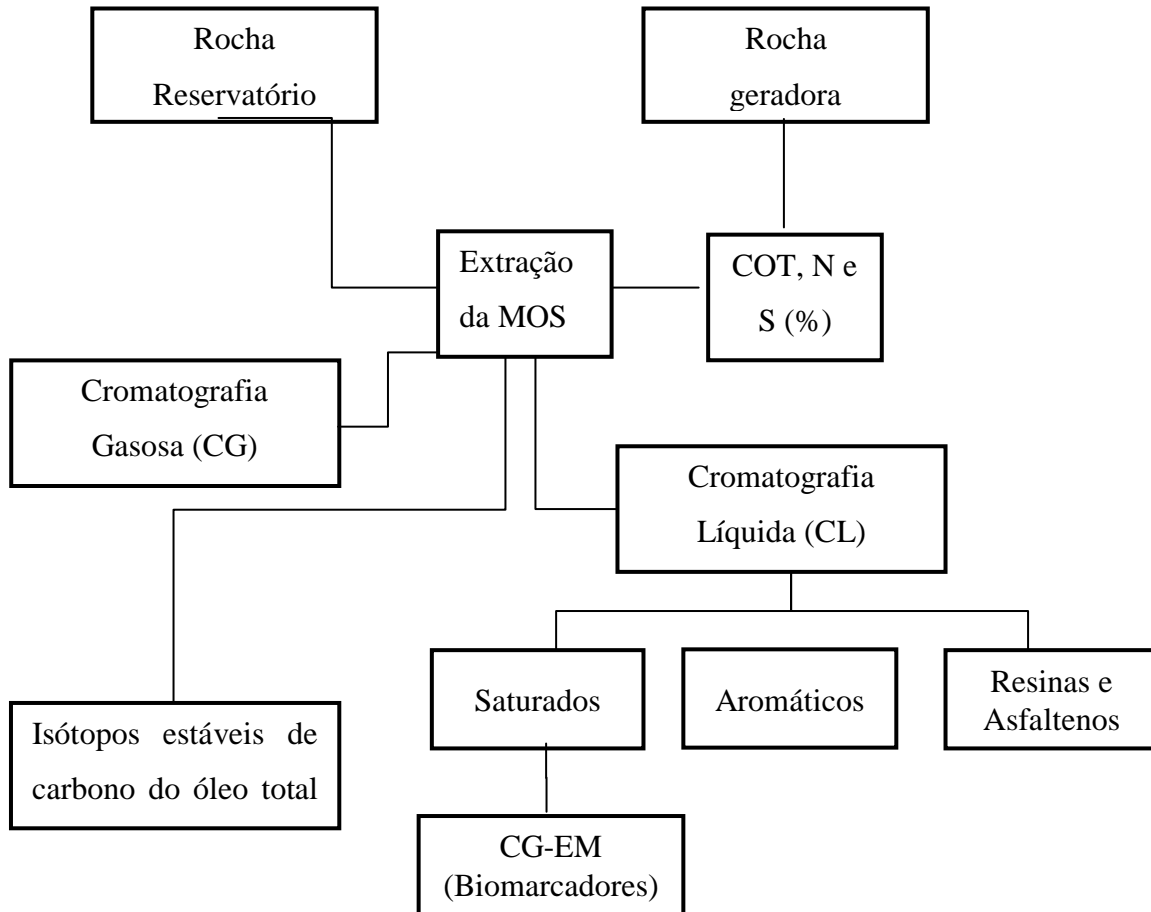 Rocha
Reservatório
Rocha
geradora
Extração
da MOS
COT, N e
S (%)
Cromatografia
Gasosa (CG)
Cromatografia
Líquida (CL)
Saturados
Aromáticos
Resinas e
Asfaltenos
Isótopos estáveis de
carbono do óleo total
CG-EM
(Biomarcadores)